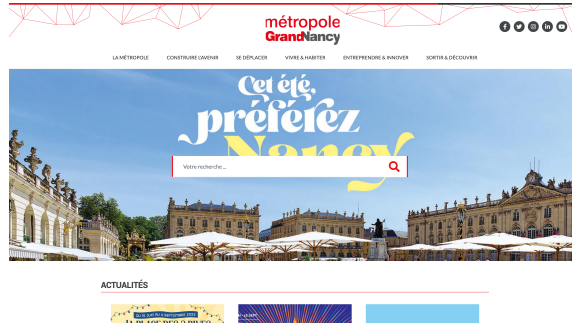 métropole
GrandNancy
LA MÉTROPOLE CONSTRUIRE L'AVENIR SE DÉPLACER VIVRE & HABITER ENTREPRENDRE & INNOVER SORTIR & DÉCOUVRIR
Cet été,
préférez
Nancy
Votre recherche ...
ACTUALITÉS